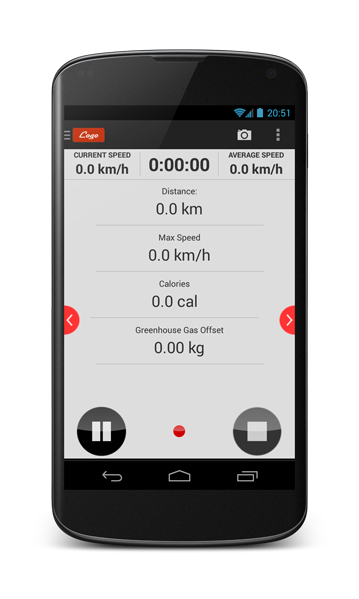 20:51
Logo
CURRENT SPEED
0.0 km/h
0:00:00
AVERAGE SPEED
0.0 km/h
Distance:
0.0 km
Max Speed
0.0 km/h
Calories
0.0 cal
Greenhouse Gas Offset
0.00 kg